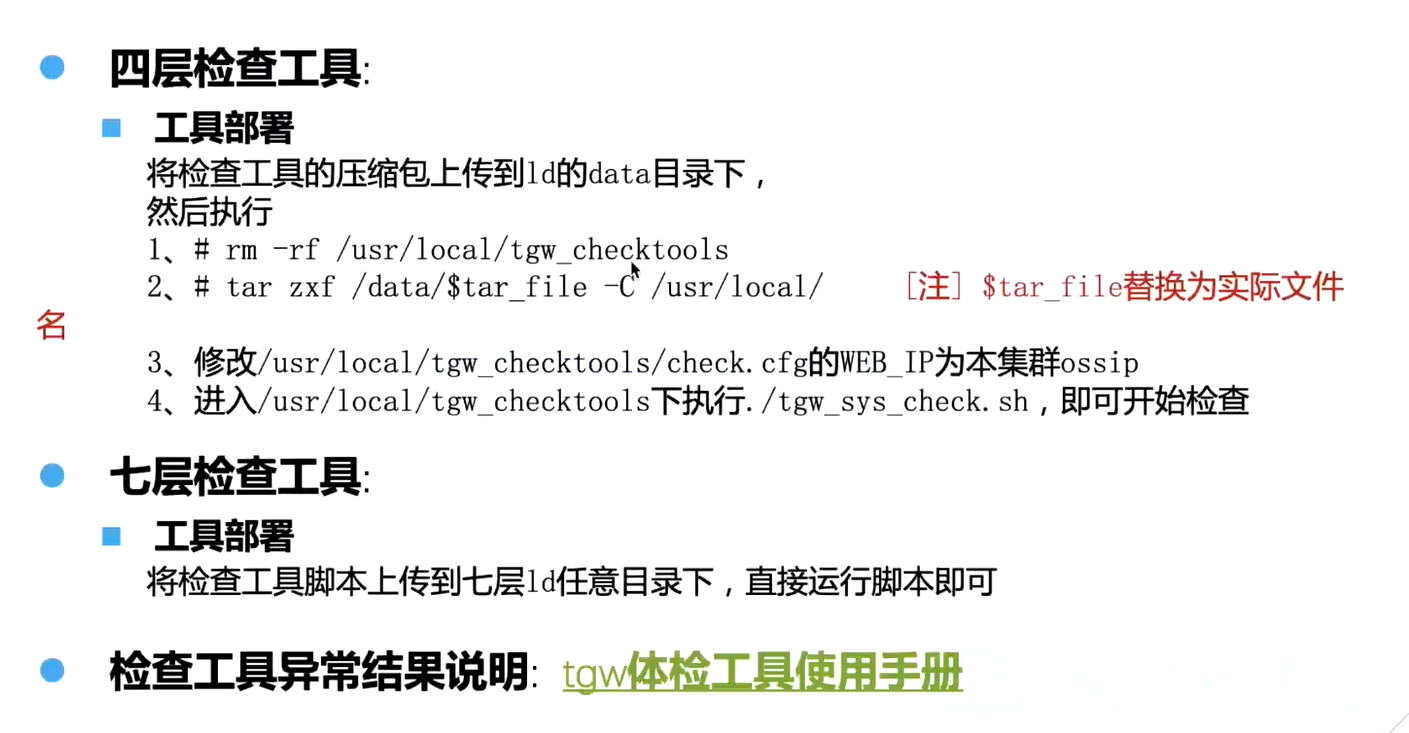 四层检查工具:
工具部署
将检查工具的压缩包上传到ld的data目录下，
然后执行
1、# rm -rf /usr/local/tgw_checktools
2、# tar zxf /data/$tar_file -C /usr/local/ [注] $tar_file替换为实际文件
名
3、修改/usr/local/tgw_checktools/check.cfg的WEB_IP为本集群ossip
4、进入/usr/local/tgw_checktools下执行./tgw_sys_check.sh，即可开始检查
七层检查工具:
工具部署
将检查工具脚本上传到七层ld任意目录下，直接运行脚本即可
检查工具异常结果说明: tgw体检工具使用手册